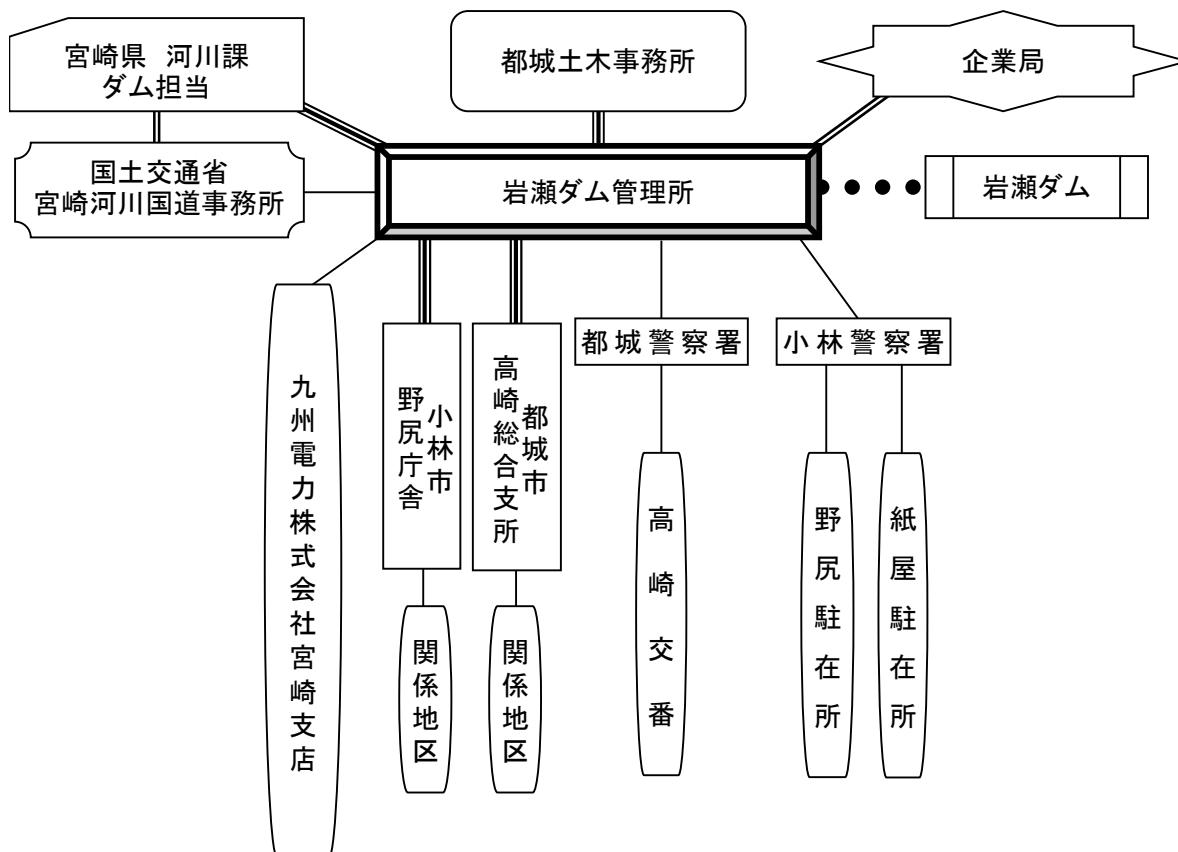 宮崎県　河川課
ダム担当
都城土木事務所
企業局
国土交通省
宮崎河川国道事務所
岩瀬ダム管理所
岩瀬ダム
九州電力株式会社宮崎支店
小林市
野尻庁舎
都城市
高崎総合支所
都城警察署
小林警察署
関係地区
関係地区
高崎交番
野尻駐在所
紙屋駐在所